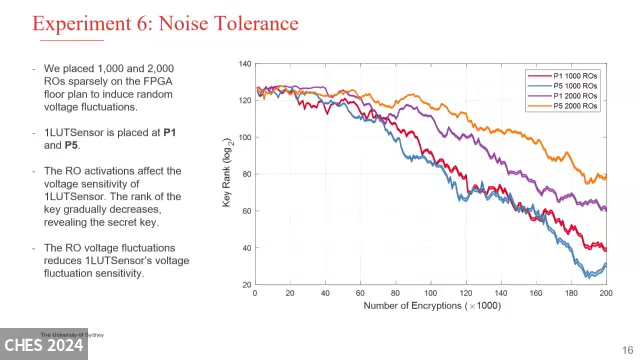 Experiment 6: Noise Tolerance
- We placed 1,000 and 2,000
ROs sparsely on the FPGA
floor plan to induce random
voltage fluctuations.
- 1LUTSensor is placed at P1
and P5.
- The RO activations affect the
voltage sensitivity of
1LUTSensor. The rank of the
key gradually decreases,
revealing the secret key.
- The RO voltage fluctuations
reduces 1LUTSensor's voltage
fluctuation sensitivity.
140
120
100
80
60
40
20
Key Rank (log2)
P1 1000 ROs
P5 1000 ROs
P1 2000 ROs
P5 2000 ROs
0 20 40 60 80 100 120 140 160 180 200
Number of Encryptions (×1000)
The University of Sydney
CHES 2024
16